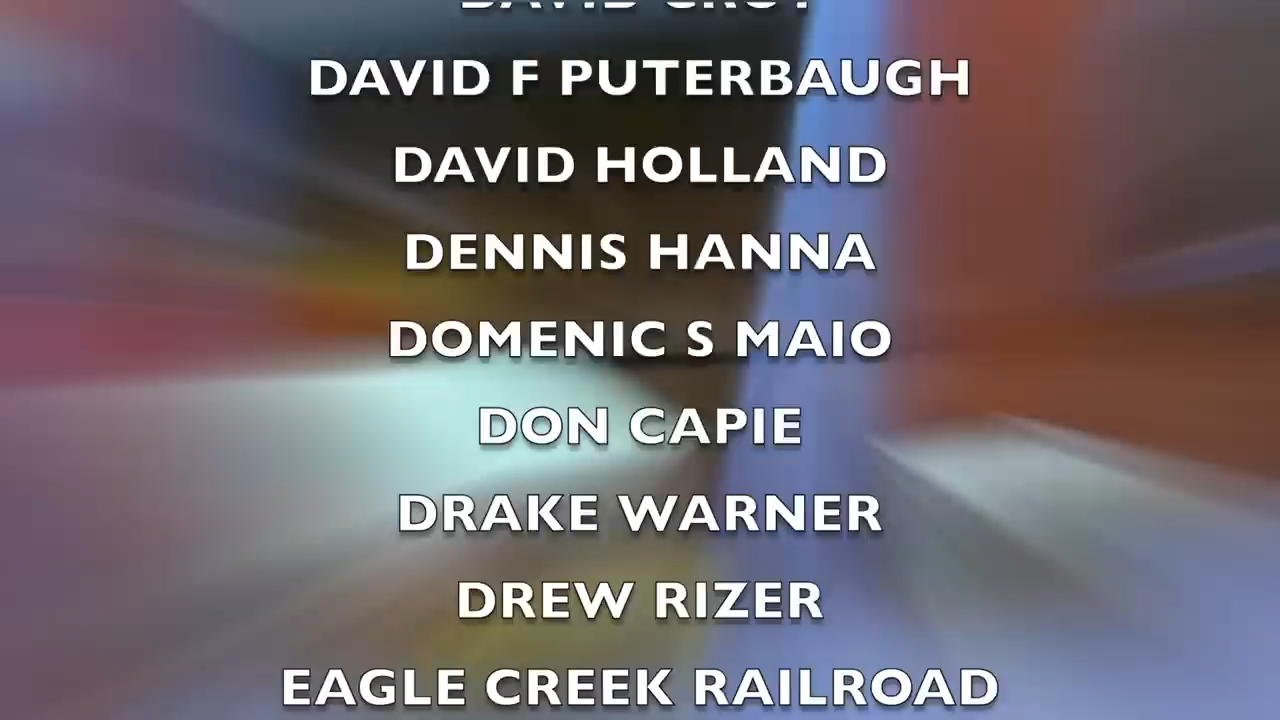 DAVID F PUTERBAUGH
DAVID HOLLAND
DENNIS HANNA
DOMENIC S MAIO
DON CAPIE
DRAKE WARNER
DREW RIZER
EAGLE CREEK RAILROAD